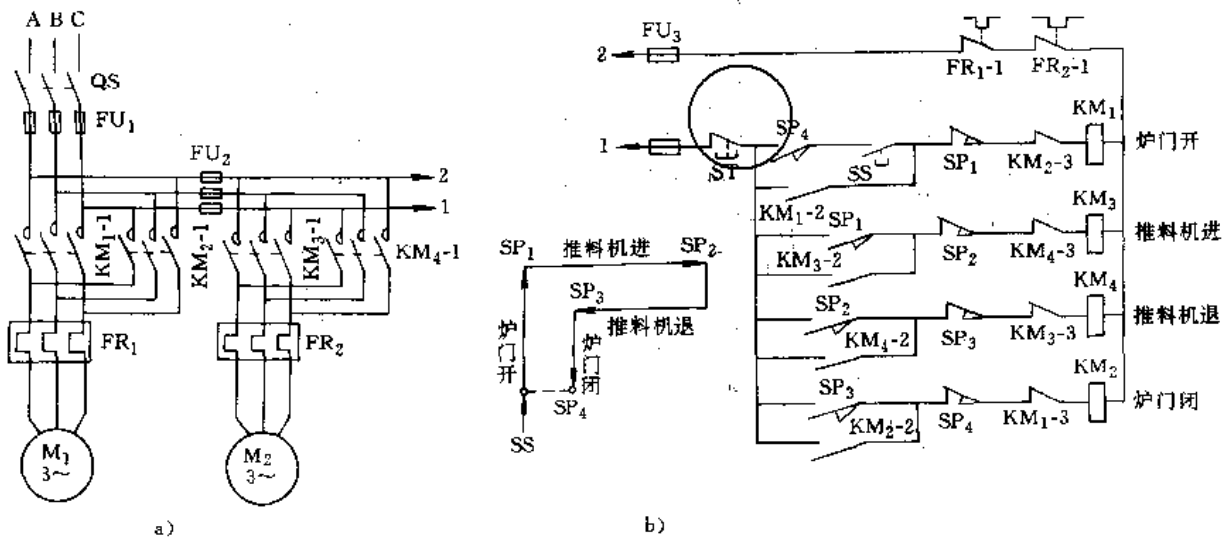 A B C
QS
FU₁
FU₂
2
1
KM₁-1
KM₂-1
KM₃-1
KM₄-1
FR₁
FR₂
M₁
3~
M₂
3~
a)
2
FU₃
FR₁-1
FR₂-1
1
ST
SP₄
SS
SP₁
KM₂-3
KM₁
炉门开
KM₁-2
SP₁
KM₃-2
SP₂
KM₄-3
KM₃
推料机进
SP₂
KM₄-2
SP₃
KM₃-3
KM₄
推料机退
SP₃
KM₂-2
SP₄
KM₁-3
KM₂
炉门闭
SP₁
推料机进
SP₂
SP₃
推料机退
炉门开
炉门闭
SP₄
SS
b)